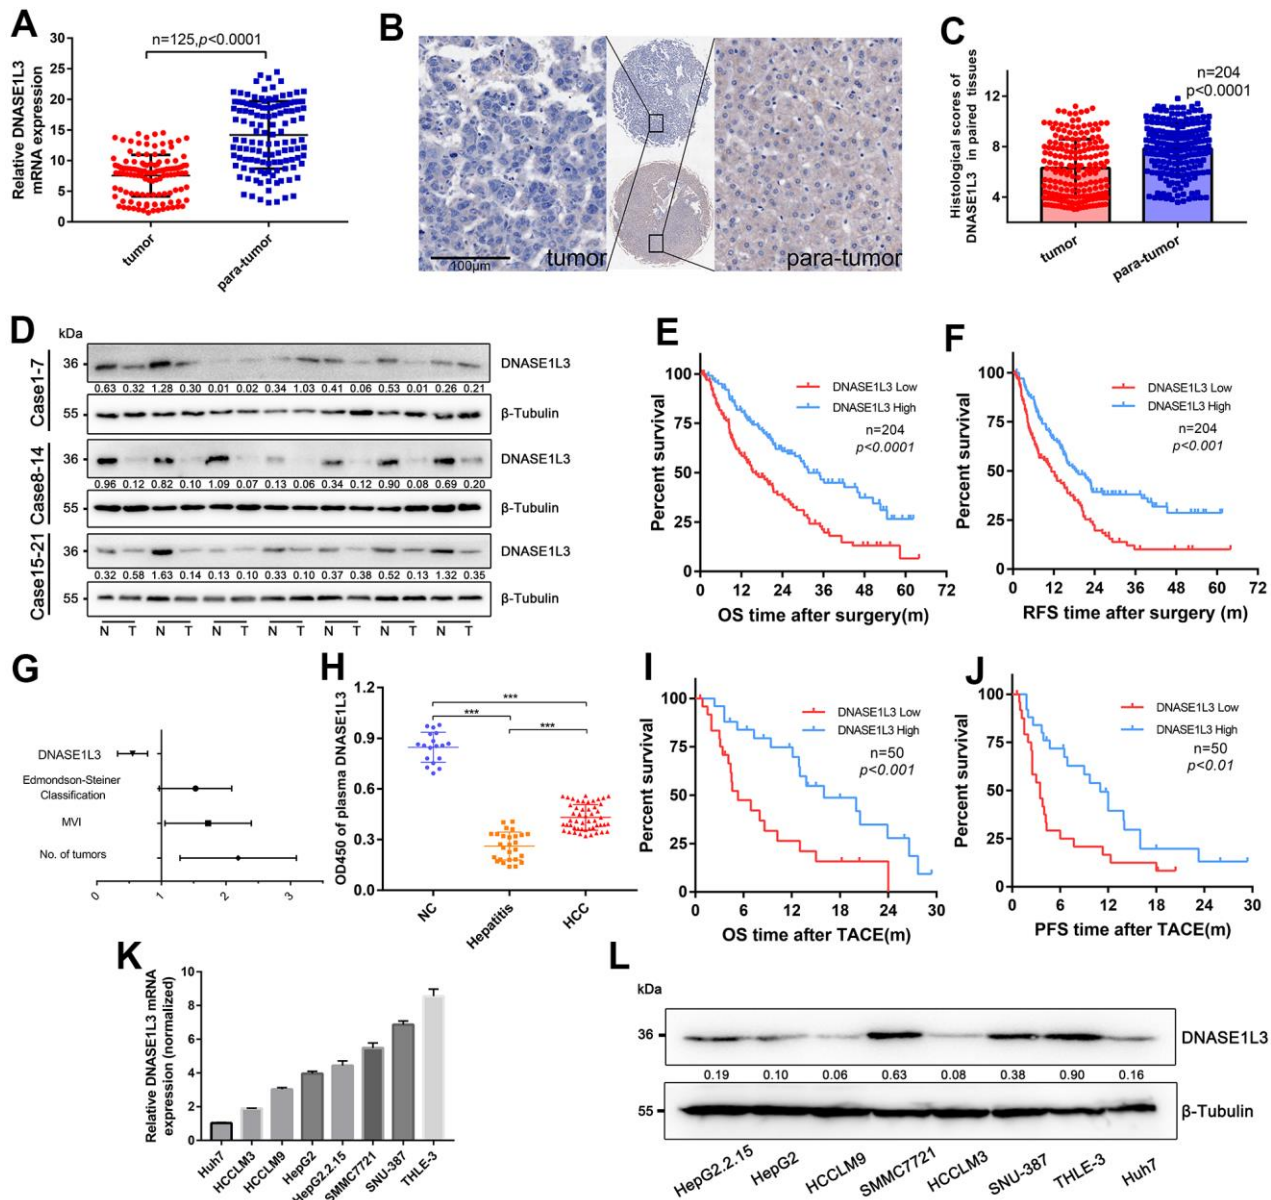 A
n=125,p<0.0001
Relative DNASE1L3
mRNA expression
30
25
20
15
10
5
0
tumor
para-tumor
B
100μm
tumor
para-tumor
C
Histological scores of
DNASE1L3 in paired tissues
n=204
p<0.0001
12
8
4
tumor
para-tumor
D
kDa
Case1-7
36
DNASE1L3
0.63 0.32 1.28 0.30 0.01 0.02 0.34 1.03 0.41 0.06 0.53 0.01 0.26 0.21
55
β-Tubulin
Case8-14
36
DNASE1L3
0.96 0.12 0.82 0.10 1.09 0.07 0.13 0.06 0.34 0.12 0.90 0.08 0.69 0.20
55
β-Tubulin
Case15-21
36
DNASE1L3
0.32 0.58 1.63 0.14 0.13 0.10 0.33 0.10 0.37 0.38 0.52 0.13 1.32 0.35
55
β-Tubulin
N T N T N T N T N T N T N T
E
Percent survival
100
75
50
25
0
DNASE1L3 Low
DNASE1L3 High
n=204
p<0.0001
0 12 24 36 48 60 72
OS time after surgery(m)
F
Percent survival
100
75
50
25
0
DNASE1L3 Low
DNASE1L3 High
n=204
p<0.001
0 12 24 36 48 60 72
RFS time after surgery (m)
G
DNASE1L3
Edmondson-Steiner
Classification
MVI
No. of tumors
0 1 2 3
H
OD450 of plasma DNASE1L3
1.2
0.9
0.6
0.3
0.0
***
***
***
NC
Hepatitis
HCC
I
Percent survival
100
75
50
25
0
DNASE1L3 Low
DNASE1L3 High
n=50
p<0.001
0 6 12 18 24 30
OS time after TACE(m)
J
Percent survival
100
75
50
25
0
DNASE1L3 Low
DNASE1L3 High
n=50
p<0.01
0 6 12 18 24 30
PFS time after TACE(m)
K
Relative DNASE1L3 mRNA
expression (normalized)
10
8
6
4
2
0
Huh7
HCCLM3
HCCLM9
HepG2
HepG2.2.15
SMMC7721
SNU-387
THLE-3
L
kDa
36
DNASE1L3
0.19 0.10 0.06 0.63 0.08 0.38 0.90 0.16
55
β-Tubulin
HepG2.2.15
HepG2
HCCLM9
SMMC7721
HCCLM3
SNU-387
THLE-3
Huh7